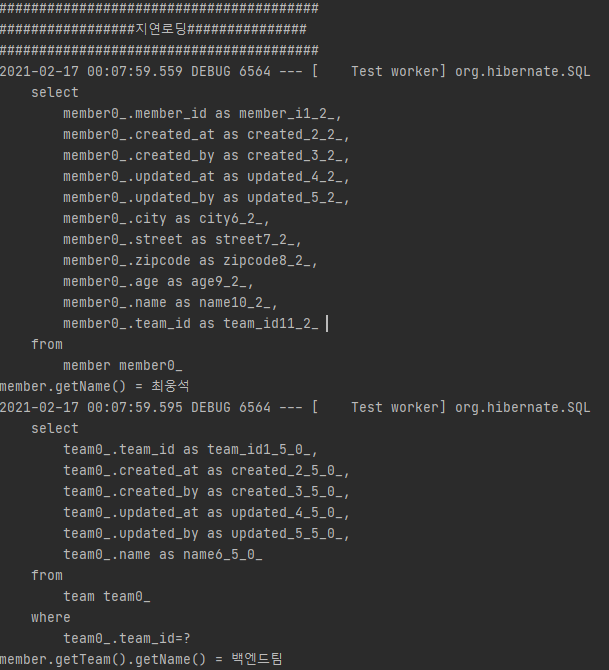 ########################################
#################지연로딩###############
########################################
2021-02-17 00:07:59.559 DEBUG 6564 --- [    Test worker] org.hibernate.SQL
    select
        member0_.member_id as member_i1_2_,
        member0_.created_at as created_2_2_,
        member0_.created_by as created_3_2_,
        member0_.updated_at as updated_4_2_,
        member0_.updated_by as updated_5_2_,
        member0_.city as city6_2_,
        member0_.street as street7_2_,
        member0_.zipcode as zipcode8_2_,
        member0_.age as age9_2_,
        member0_.name as name10_2_,
        member0_.team_id as team_id11_2_
    from
        member member0_
member.getName() = 최웅석
2021-02-17 00:07:59.595 DEBUG 6564 --- [    Test worker] org.hibernate.SQL
    select
        team0_.team_id as team_id1_5_0_,
        team0_.created_at as created_2_5_0_,
        team0_.created_by as created_3_5_0_,
        team0_.updated_at as updated_4_5_0_,
        team0_.updated_by as updated_5_5_0_,
        team0_.name as name6_5_0_
    from
        team team0_
    where
        team0_.team_id=?
member.getTeam().getName() = 백엔드팀